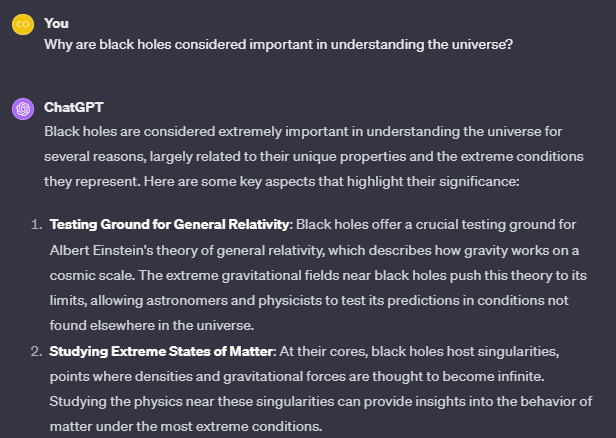 CO
You
Why are black holes considered important in understanding the universe?
ChatGPT
Black holes are considered extremely important in understanding the universe for
several reasons, largely related to their unique properties and the extreme conditions
they represent. Here are some key aspects that highlight their significance:
1. Testing Ground for General Relativity: Black holes offer a crucial testing ground for
Albert Einstein's theory of general relativity, which describes how gravity works on a
cosmic scale. The extreme gravitational fields near black holes push this theory to its
limits, allowing astronomers and physicists to test its predictions in conditions not
found elsewhere in the universe.
2. Studying Extreme States of Matter: At their cores, black holes host singularities,
points where densities and gravitational forces are thought to become infinite.
Studying the physics near these singularities can provide insights into the behavior of
matter under the most extreme conditions.